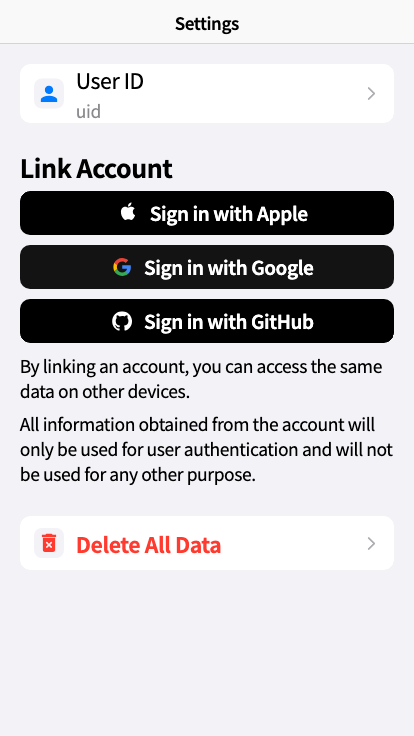 Settings
User ID
uid
Link Account
Sign in with Apple
Sign in with Google
Sign in with GitHub
By linking an account, you can access the same
data on other devices.
All information obtained from the account will
only be used for user authentication and will not
be used for any other purpose.
Delete All Data